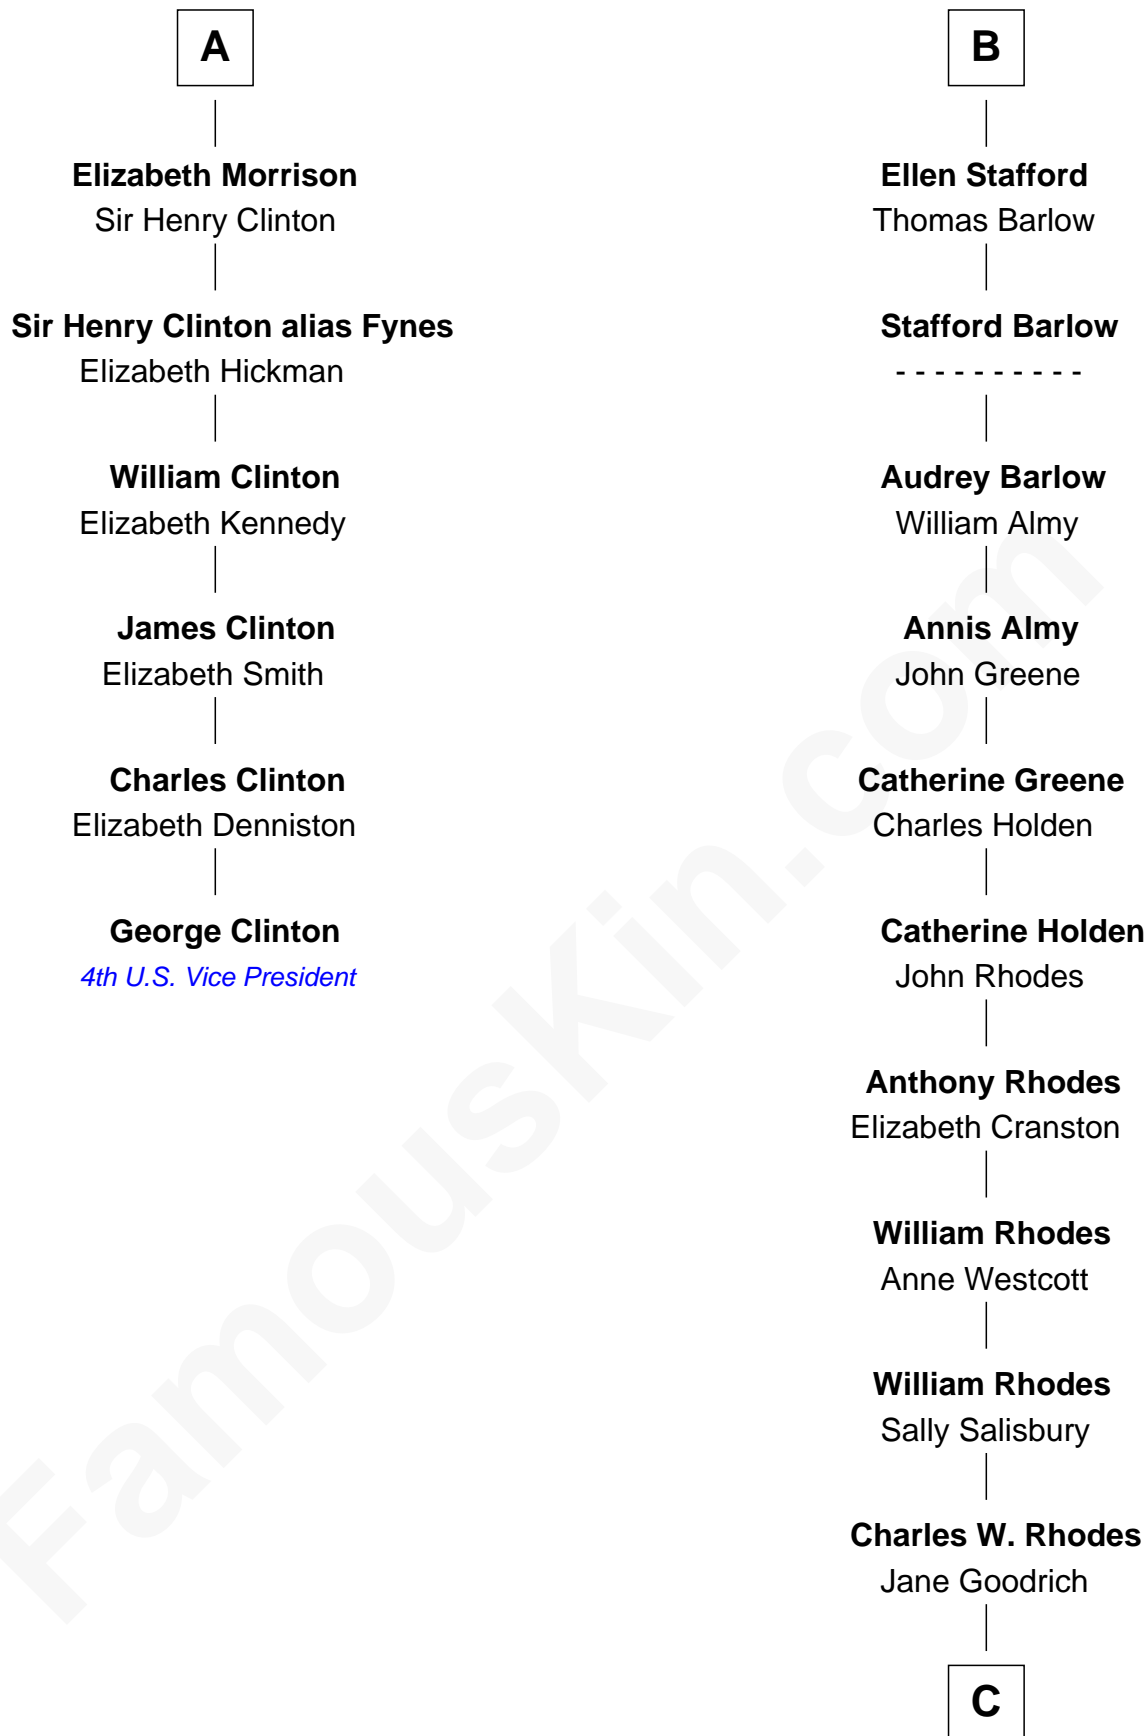 A
Elizabeth Morrison
Sir Henry Clinton
Sir Henry Clinton alias Fynes
Elizabeth Hickman
William Clinton
Elizabeth Kennedy
James Clinton
Elizabeth Smith
Charles Clinton
Elizabeth Denniston
George Clinton
4th U.S. Vice President
B
Ellen Stafford
Thomas Barlow
Stafford Barlow
- - - - - - - - - -
Audrey Barlow
William Almy
Annis Almy
John Greene
Catherine Greene
Charles Holden
Catherine Holden
John Rhodes
Anthony Rhodes
Elizabeth Cranston
William Rhodes
Anne Westcott
William Rhodes
Sally Salisbury
Charles W. Rhodes
Jane Goodrich
C
FamousKin.com